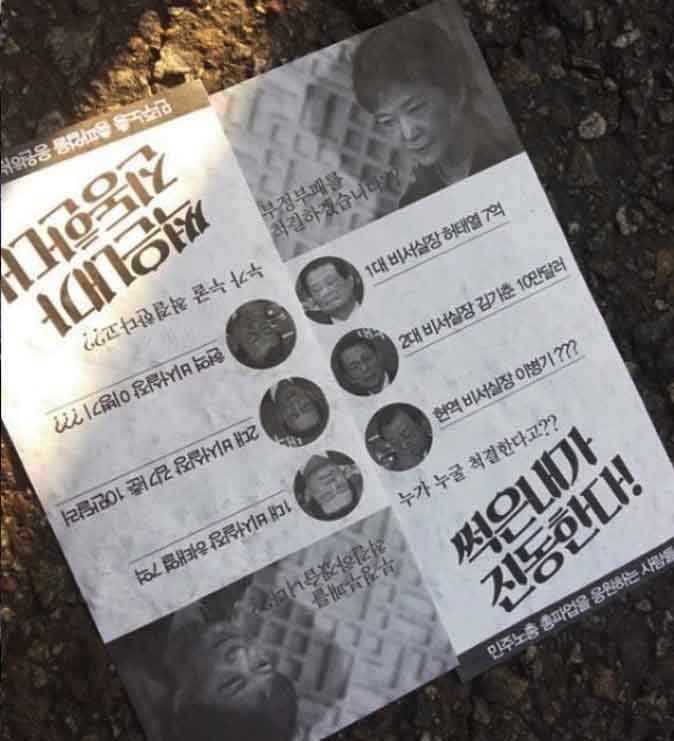 부정부패를
척결하겠습니다???
1대 비서실장 허태열 7억
2대 비서실장 김기춘 10만달러
현역 비서실장 이병기 ???
누가 누굴 척결한다고??
썩은내가
진동한다!
민주노총 총파업을 응원하는 사람들
부정부패를
척결하겠습니다???
1대 비서실장 허태열 7억
2대 비서실장 김기춘 10만달러
현역 비서실장 이병기 ???
누가 누굴 척결한다고??
썩은내가
진동한다
민주노총 총파업을 응원하는